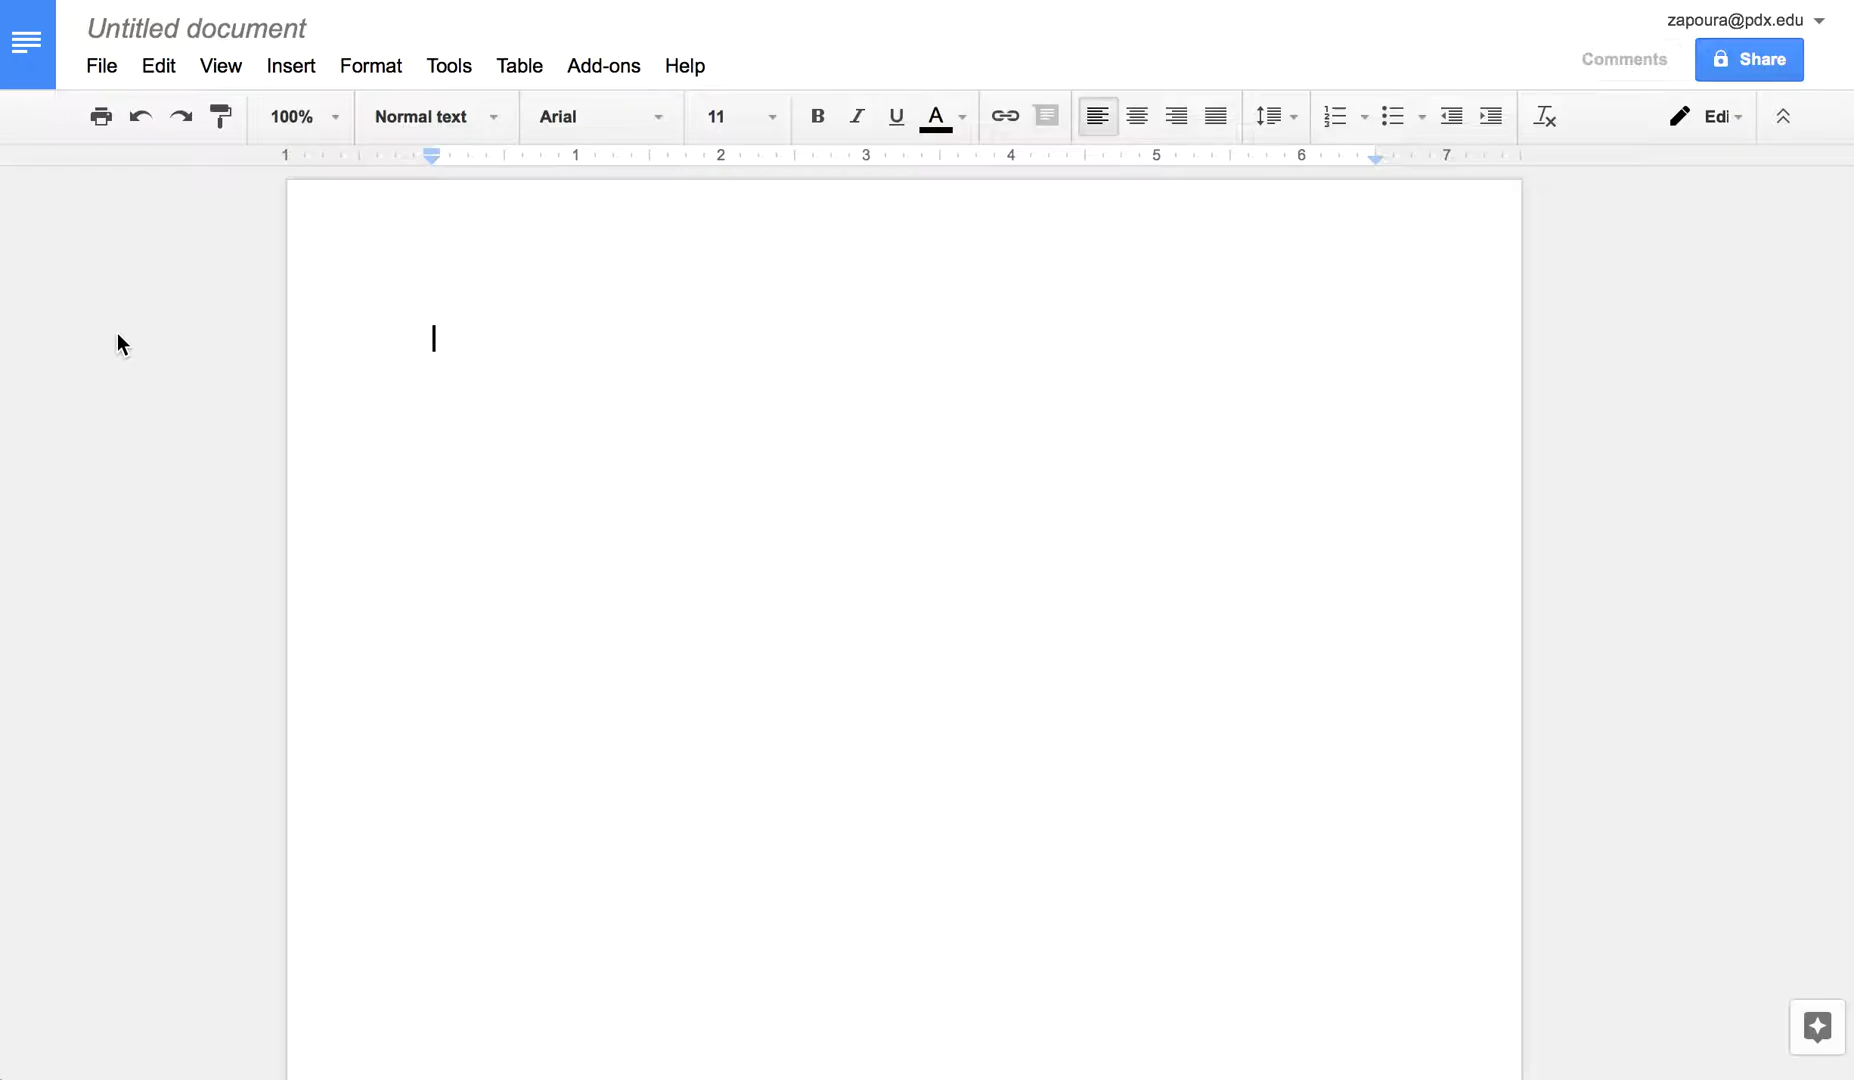 Untitled document
zapoura@pdx.edu
File Edit View Insert Format Tools Table Add-ons Help
Comments
Share
100% Normal text Arial 11 B I U A Edi
1 1 2 3 4 5 6 7